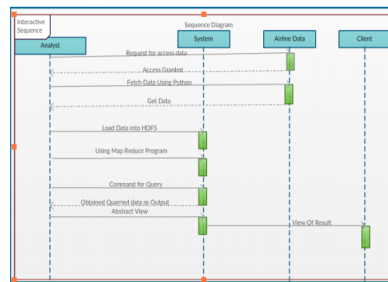 Interactive
Sequence
Sequence Diagram
Analyst
System
Airline Data
Client
Request for access data
Access Granted
Fetch Data Using Python
Get Data
Load Data into HDFS
Using Map Reduce Program
Command for Query
Obtained Querried data as Output
Abstract View
View Of Result